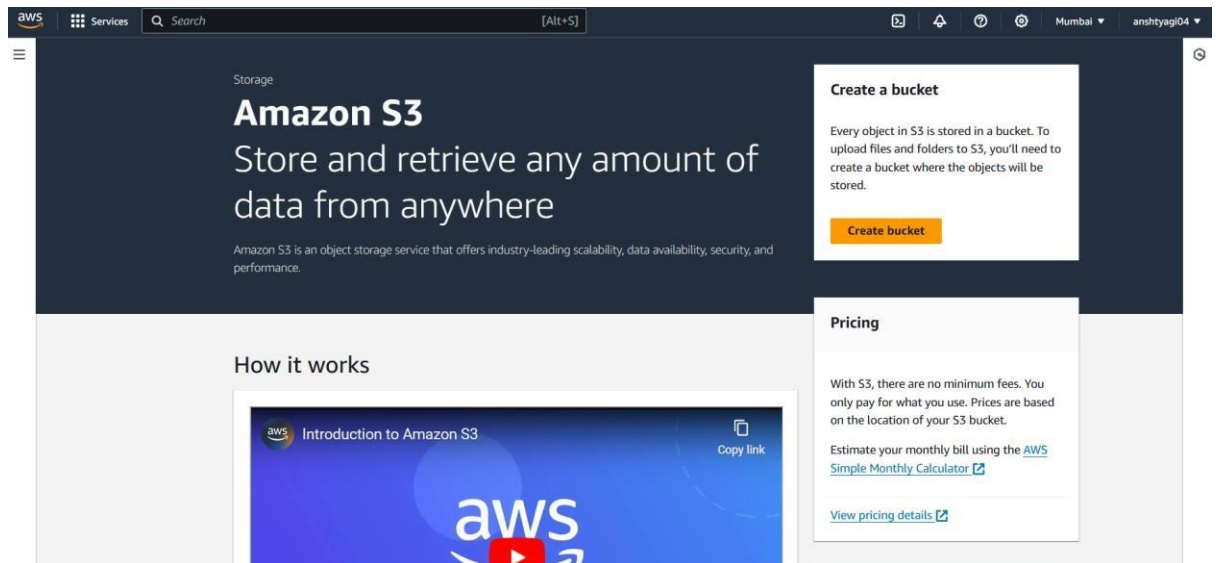 aws
Services
Search
[Alt+S]
Mumbai
anshtyagi04
Storage
Amazon S3
Store and retrieve any amount of
data from anywhere
Amazon S3 is an object storage service that offers industry-leading scalability, data availability, security, and
performance.
Create a bucket
Every object in S3 is stored in a bucket. To
upload files and folders to S3, you'll need to
create a bucket where the objects will be
stored.
Create bucket
How it works
aws
Introduction to Amazon S3
Copy link
aws
Pricing
With S3, there are no minimum fees. You
only pay for what you use. Prices are based
on the location of your S3 bucket.
Estimate your monthly bill using the AWS
Simple Monthly Calculator
View pricing details